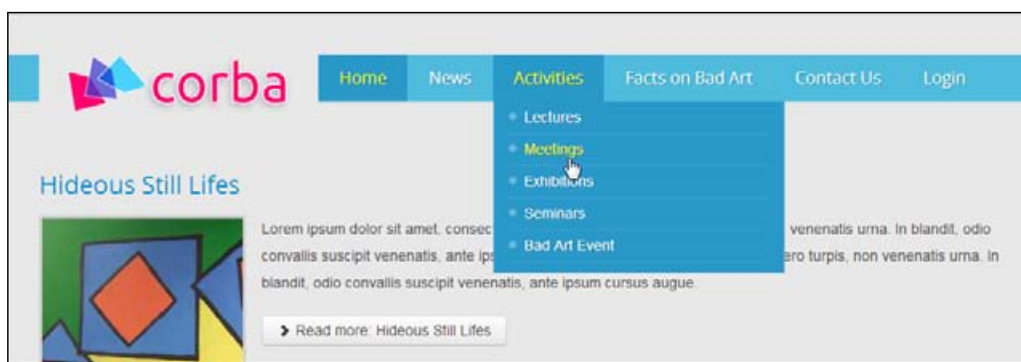 corba
Home News Activities Facts on Bad Art Contact Us Login
Lectures
Meetings
Exhibitions
Seminars
Bad Art Event
Hideous Still Lifes
Lorem ipsum dolor sit amet, consec venenatis urna. In blandit, odio
convallis suscipit venenatis, ante ips ero turpis, non venenatis urna. In
blandit, odio convallis suscipit venenatis, ante ipsum cursus augue.
Read more: Hideous Still Lifes